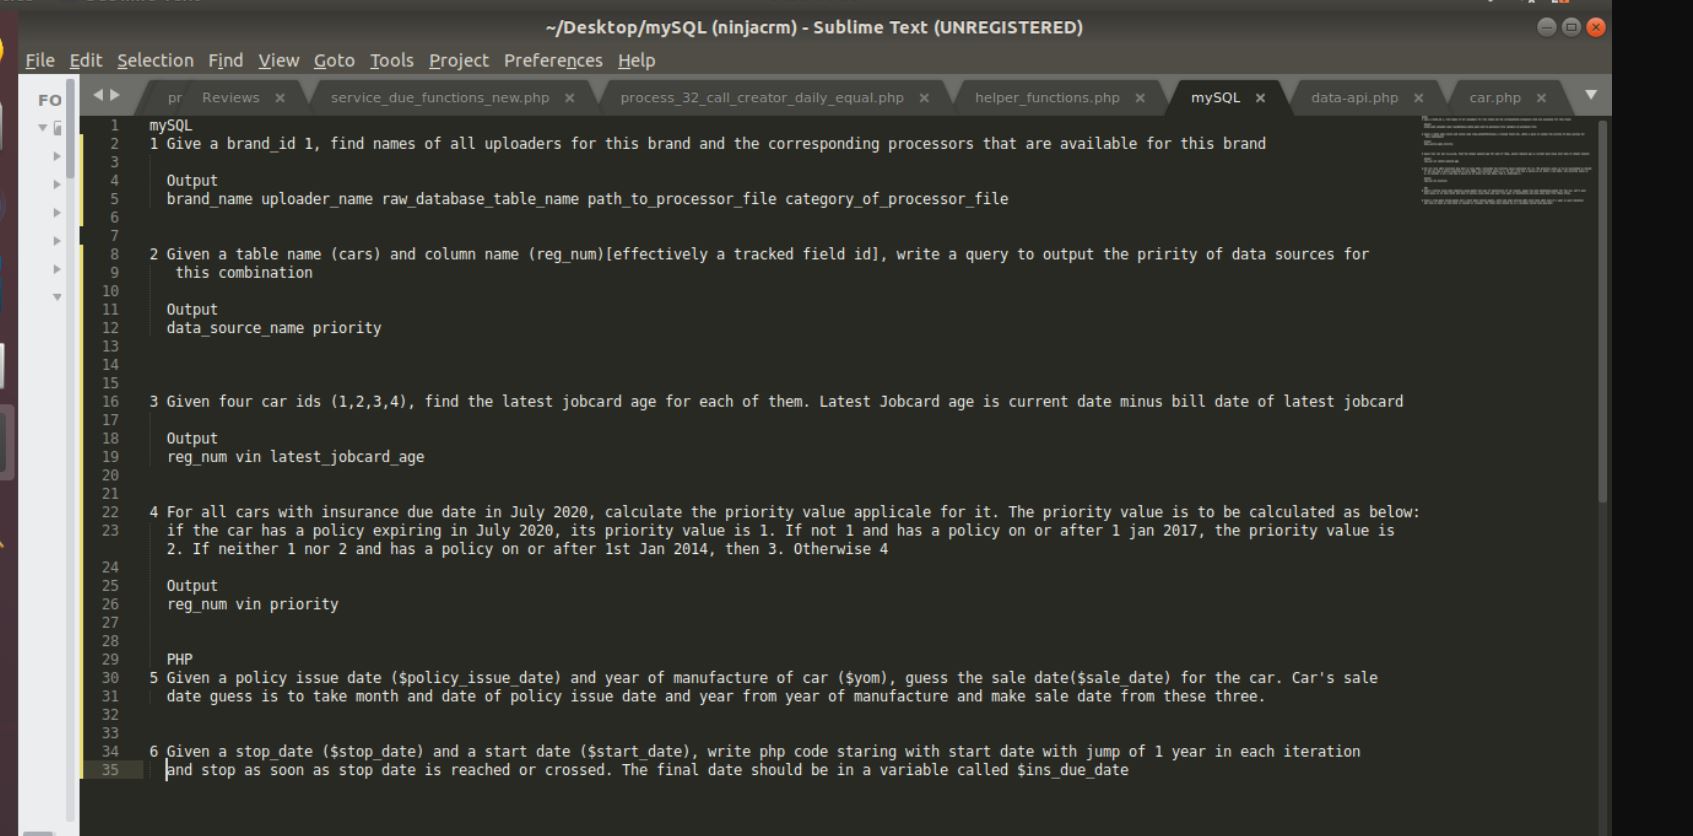 ~/Desktop/mySQL (ninjacrm) - Sublime Text (UNREGISTERED)
File Edit Selection Find View Goto Tools Project Preferences Help
FO
pr Reviews × service_due_functions_new.php × process_32_call_creator_daily_equal.php × helper_functions.php × mySQL × data-api.php × car.php ×
1 mySQL
2 1 Give a brand_id 1, find names of all uploaders for this brand and the corresponding processors that are available for this brand
3
4 Output
5 brand_name uploader_name raw_database_table_name path_to_processor_file category_of_processor_file
6
7
8 2 Given a table name (cars) and column name (reg_num)[effectively a tracked field id], write a query to output the pririty of data sources for
9 this combination
10
11 Output
12 data_source_name priority
13
14
15
16 3 Given four car ids (1,2,3,4), find the latest jobcard age for each of them. Latest Jobcard age is current date minus bill date of latest jobcard
17
18 Output
19 reg_num vin latest_jobcard_age
20
21
22 4 For all cars with insurance due date in July 2020, calculate the priority value applicale for it. The priority value is to be calculated as below:
23 if the car has a policy expiring in July 2020, its priority value is 1. If not 1 and has a policy on or after 1 jan 2017, the priority value is
2. If neither 1 nor 2 and has a policy on or after 1st Jan 2014, then 3. Otherwise 4
24
25 Output
26 reg_num vin priority
27
28
29 PHP
30 5 Given a policy issue date ($policy_issue_date) and year of manufacture of car ($yom), guess the sale date($sale_date) for the car. Car's sale
31 date guess is to take month and date of policy issue date and year from year of manufacture and make sale date from these three.
32
33
34 6 Given a stop_date ($stop_date) and a start date ($start_date), write php code staring with start date with jump of 1 year in each iteration
35 and stop as soon as stop date is reached or crossed. The final date should be in a variable called $ins_due_date